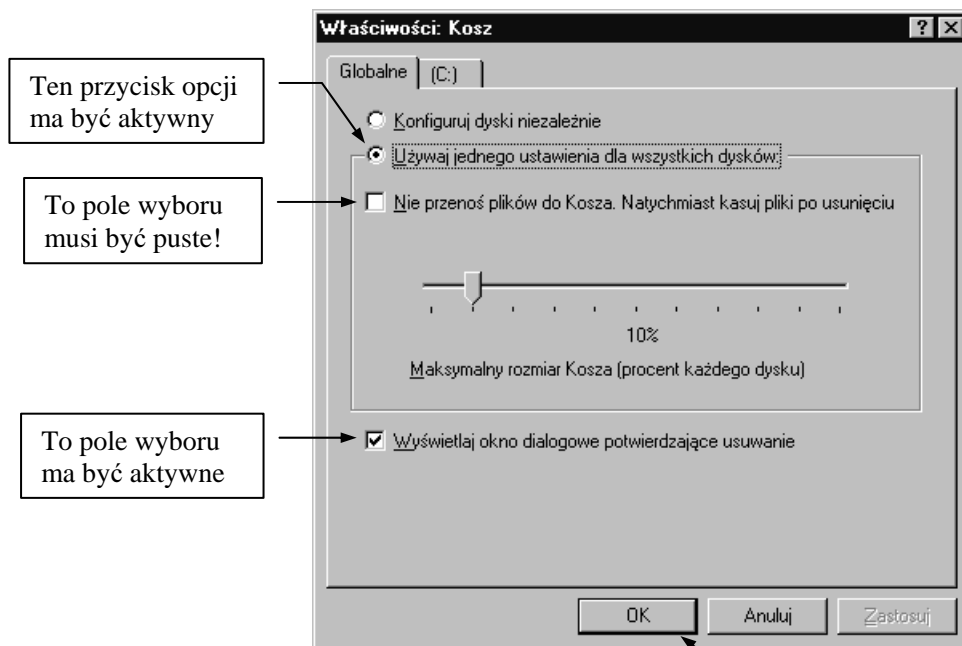 Właściwości: Kosz
Globalne
(C:)
Ten przycisk opcji
ma być aktywny
Konfiguruj dyski niezależnie
Używaj jednego ustawienia dla wszystkich dysków:
To pole wyboru
musi być puste!
Nie przenoś plików do Kosza. Natychmiast kasuj pliki po usunięciu
10%
Maksymalny rozmiar Kosza (procent każdego dysku)
To pole wyboru
ma być aktywne
Wyświetlaj okno dialogowe potwierdzające usuwanie
OK
Anuluj
Zastosuj